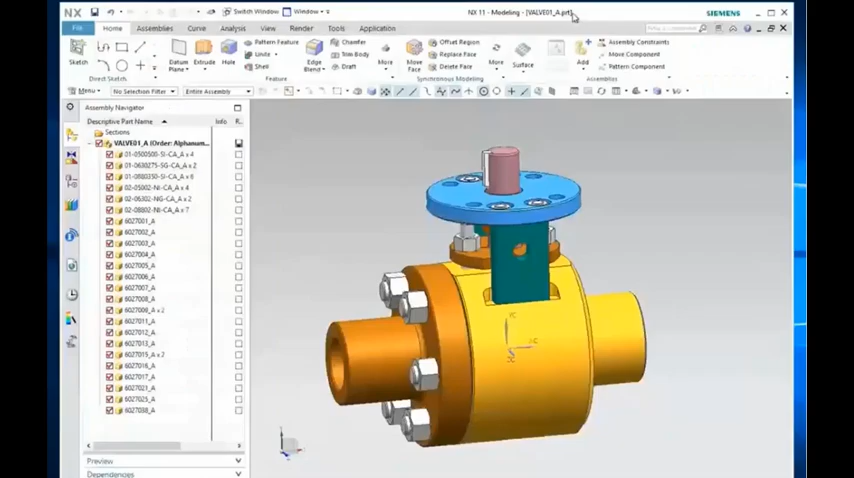 NX
Switch Window
Window
NX 11 - Modeling - [VALVE01_A.prt]
SIEMENS
File
Home
Assemblies
Curve
Analysis
View
Render
Tools
Application
Sketch
Direct Sketch
Datum Plane
Extrude
Hole
Pattern Feature
Unite
Shell
Feature
Edge Blend
Chamfer
Trim Body
Draft
More
Move Face
Offset Region
Replace Face
Delete Face
Synchronous Modeling
More
Surface
Add
Assembly Constraints
Move Component
Pattern Component
Assemblies
Menu
No Selection Filter
Entire Assembly
Assembly Navigator
Descriptive Part Name
Info
R...
Sections
VALVE01_A (Order: Alphanum...
01-0500500-SI-CA_A x 4
01-0630275-SG-CA_A x 2
01-0880350-SI-CA_A x 6
02-05002-NI-CA_A x 4
02-06302-NG-CA_A x 2
02-08802-NI-CA_A x 7
6027001_A
6027002_A
6027003_A
6027004_A
6027005_A
6027006_A
6027007_A
6027008_A
6027011_A
6027012_A
6027013_A
6027015_A x 2
6027016_A
6027017_A
6027021_A
6027025_A
6027038_A
Preview
Dependencies